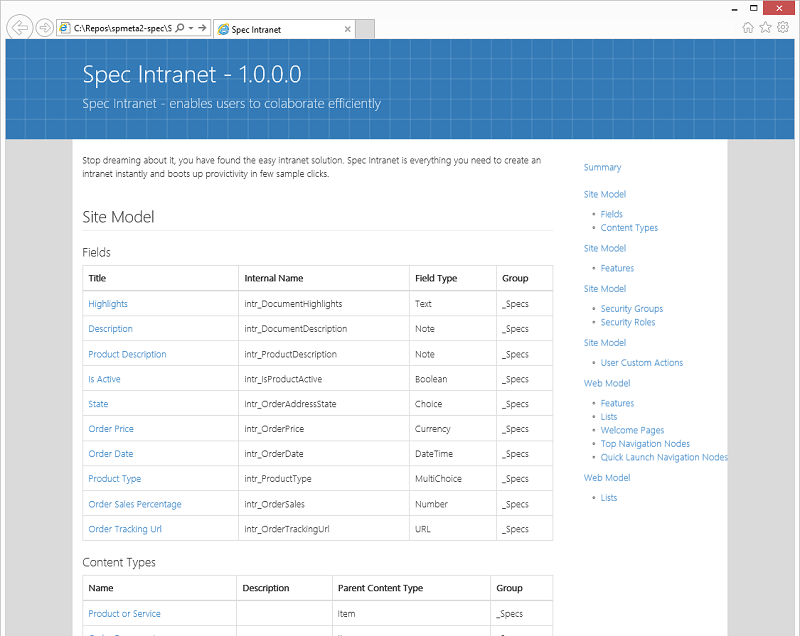 C:\Repos\spmeta2-spec\S
Spec Intranet
Spec Intranet - 1.0.0.0
Spec Intranet - enables users to colaborate efficiently
Stop dreaming about it, you have found the easy intranet solution. Spec Intranet is everything you need to create an
intranet instantly and boots up provictivity in few sample clicks.
Site Model
Fields
Title Internal Name Field Type Group
Highlights intr_DocumentHighlights Text _Specs
Description intr_DocumentDescription Note _Specs
Product Description intr_ProductDescription Note _Specs
Is Active intr_IsProductActive Boolean _Specs
State intr_OrderAddressState Choice _Specs
Order Price intr_OrderPrice Currency _Specs
Order Date intr_OrderDate DateTime _Specs
Product Type intr_ProductType MultiChoice _Specs
Order Sales Percentage intr_OrderSales Number _Specs
Order Tracking Url intr_OrderTrackingUrl URL _Specs
Content Types
Name Description Parent Content Type Group
Product or Service Item _Specs
Summary
Site Model
• Fields
• Content Types
Site Model
• Features
Site Model
• Security Groups
• Security Roles
Site Model
• User Custom Actions
Web Model
• Features
• Lists
• Welcome Pages
• Top Navigation Nodes
• Quick Launch Navigation Nodes
Web Model
• Lists